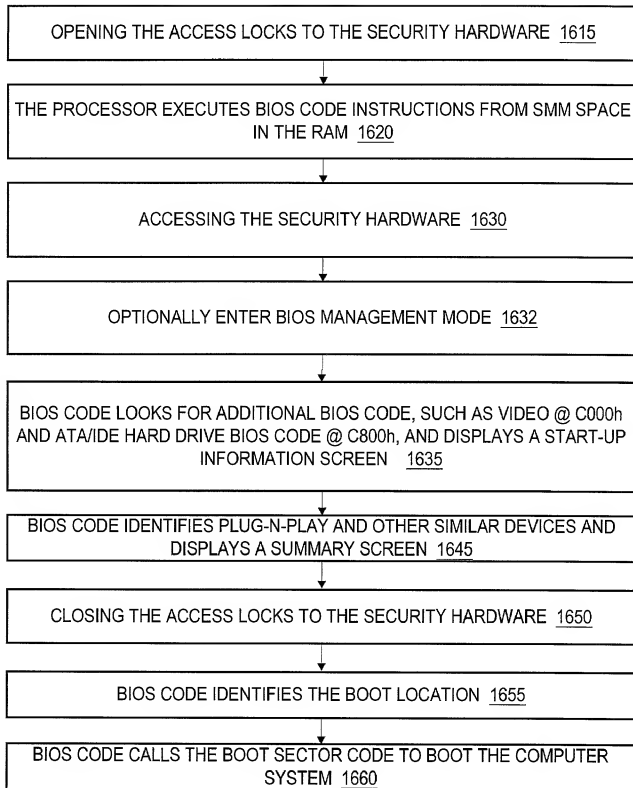 OPENING THE ACCESS LOCKS TO THE SECURITY HARDWARE 1615
THE PROCESSOR EXECUTES BIOS CODE INSTRUCTIONS FROM SMM SPACE
IN THE RAM 1620
ACCESSING THE SECURITY HARDWARE 1630
OPTIONALLY ENTER BIOS MANAGEMENT MODE 1632
BIOS CODE LOOKS FOR ADDITIONAL BIOS CODE, SUCH AS VIDEO @ C000h
AND ATA/IDE HARD DRIVE BIOS CODE @ C800h, AND DISPLAYS A START-UP
INFORMATION SCREEN 1635
BIOS CODE IDENTIFIES PLUG-N-PLAY AND OTHER SIMILAR DEVICES AND
DISPLAYS A SUMMARY SCREEN 1645
CLOSING THE ACCESS LOCKS TO THE SECURITY HARDWARE 1650
BIOS CODE IDENTIFIES THE BOOT LOCATION 1655
BIOS CODE CALLS THE BOOT SECTOR CODE TO BOOT THE COMPUTER
SYSTEM 1660